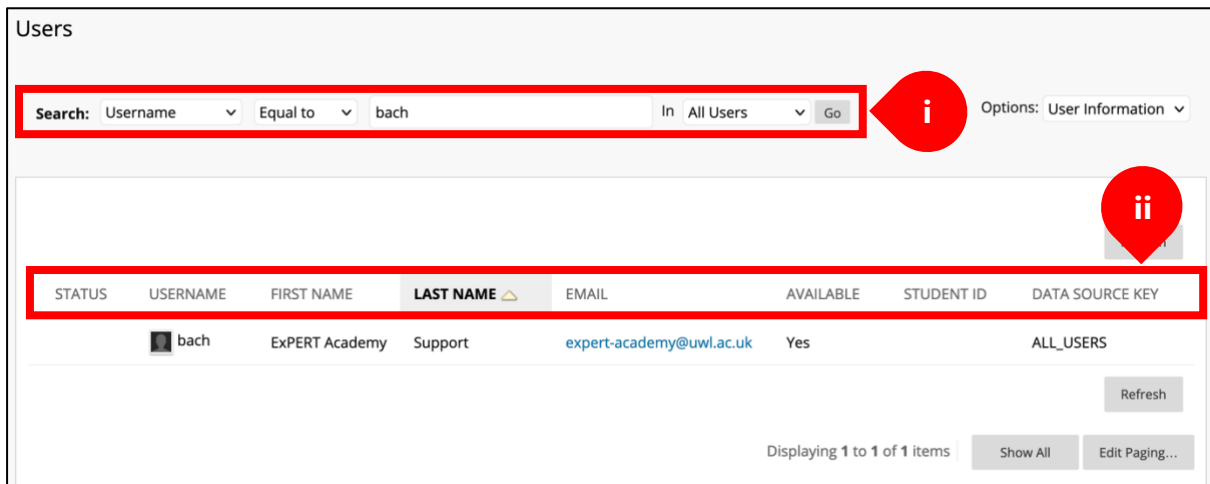 Users
Search: Username Equal to bach In All Users Go
i
Options: User Information
ii
STATUS USERNAME FIRST NAME LAST NAME EMAIL AVAILABLE STUDENT ID DATA SOURCE KEY
bach ExPERT Academy Support expert-academy@uwl.ac.uk Yes ALL_USERS
Refresh
Displaying 1 to 1 of 1 items Show All Edit Paging...